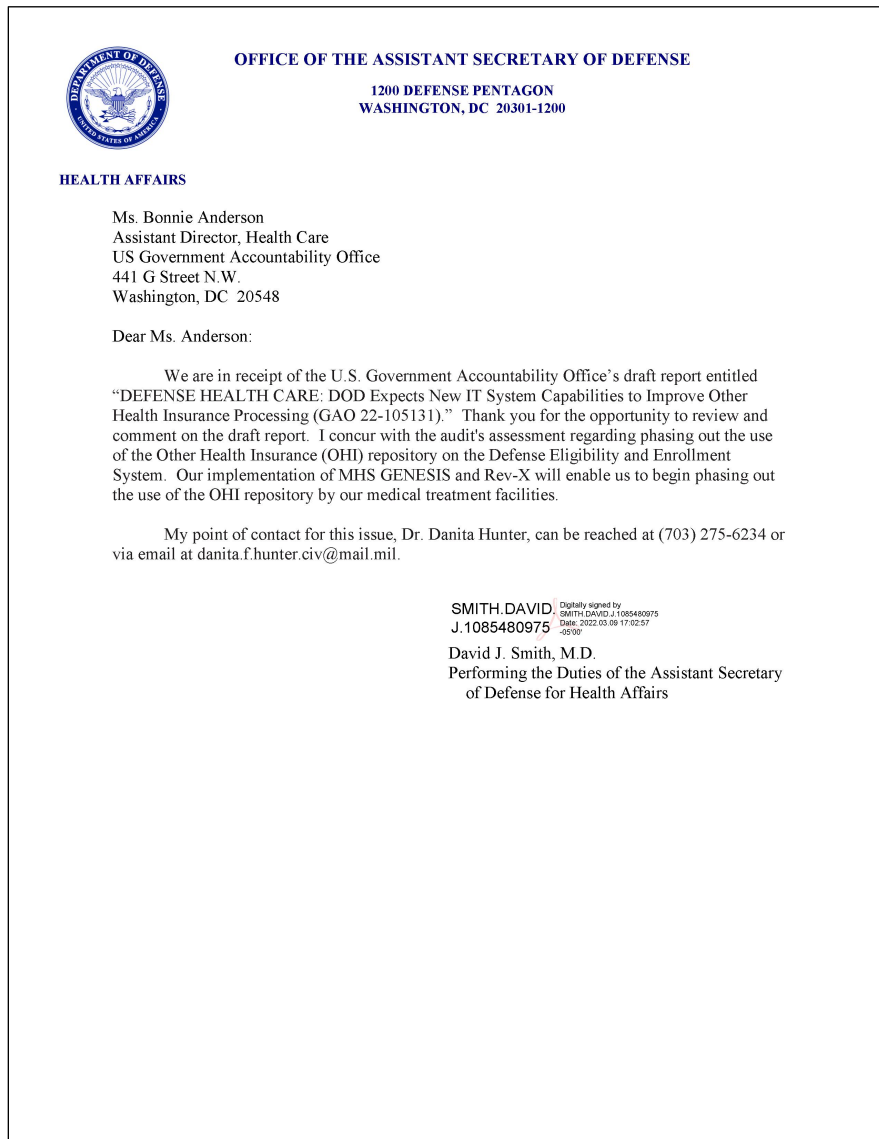 DEPARTMENT OF DEFENSE
UNITED STATES OF AMERICA
OFFICE OF THE ASSISTANT SECRETARY OF DEFENSE
1200 DEFENSE PENTAGON
WASHINGTON, DC 20301-1200
HEALTH AFFAIRS
Ms. Bonnie Anderson
Assistant Director, Health Care
US Government Accountability Office
441 G Street N.W.
Washington, DC 20548
Dear Ms. Anderson:
We are in receipt of the U.S. Government Accountability Office’s draft report entitled
“DEFENSE HEALTH CARE: DOD Expects New IT System Capabilities to Improve Other
Health Insurance Processing (GAO 22-105131).” Thank you for the opportunity to review and
comment on the draft report. I concur with the audit's assessment regarding phasing out the use
of the Other Health Insurance (OHI) repository on the Defense Eligibility and Enrollment
System. Our implementation of MHS GENESIS and Rev-X will enable us to begin phasing out
the use of the OHI repository by our medical treatment facilities.
My point of contact for this issue, Dr. Danita Hunter, can be reached at (703) 275-6234 or
via email at danita.f.hunter.civ@mail.mil.
SMITH.DAVID.
J.1085480975
Digitally signed by
SMITH.DAVID.J.1085480975
Date: 2022.03.09 17:02:57
-05'00'
David J. Smith, M.D.
Performing the Duties of the Assistant Secretary
of Defense for Health Affairs